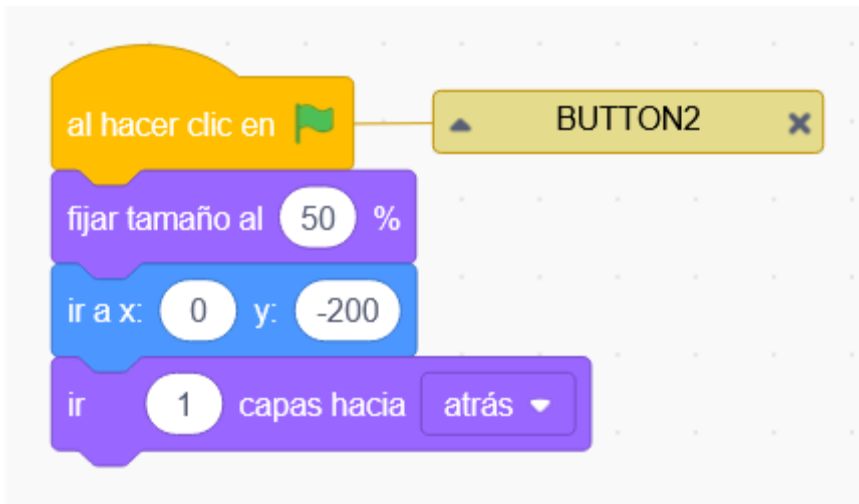 al hacer clic en
BUTTON2
fijar tamaño al 50 %
ir a x: 0 y: -200
ir 1 capas hacia atrás